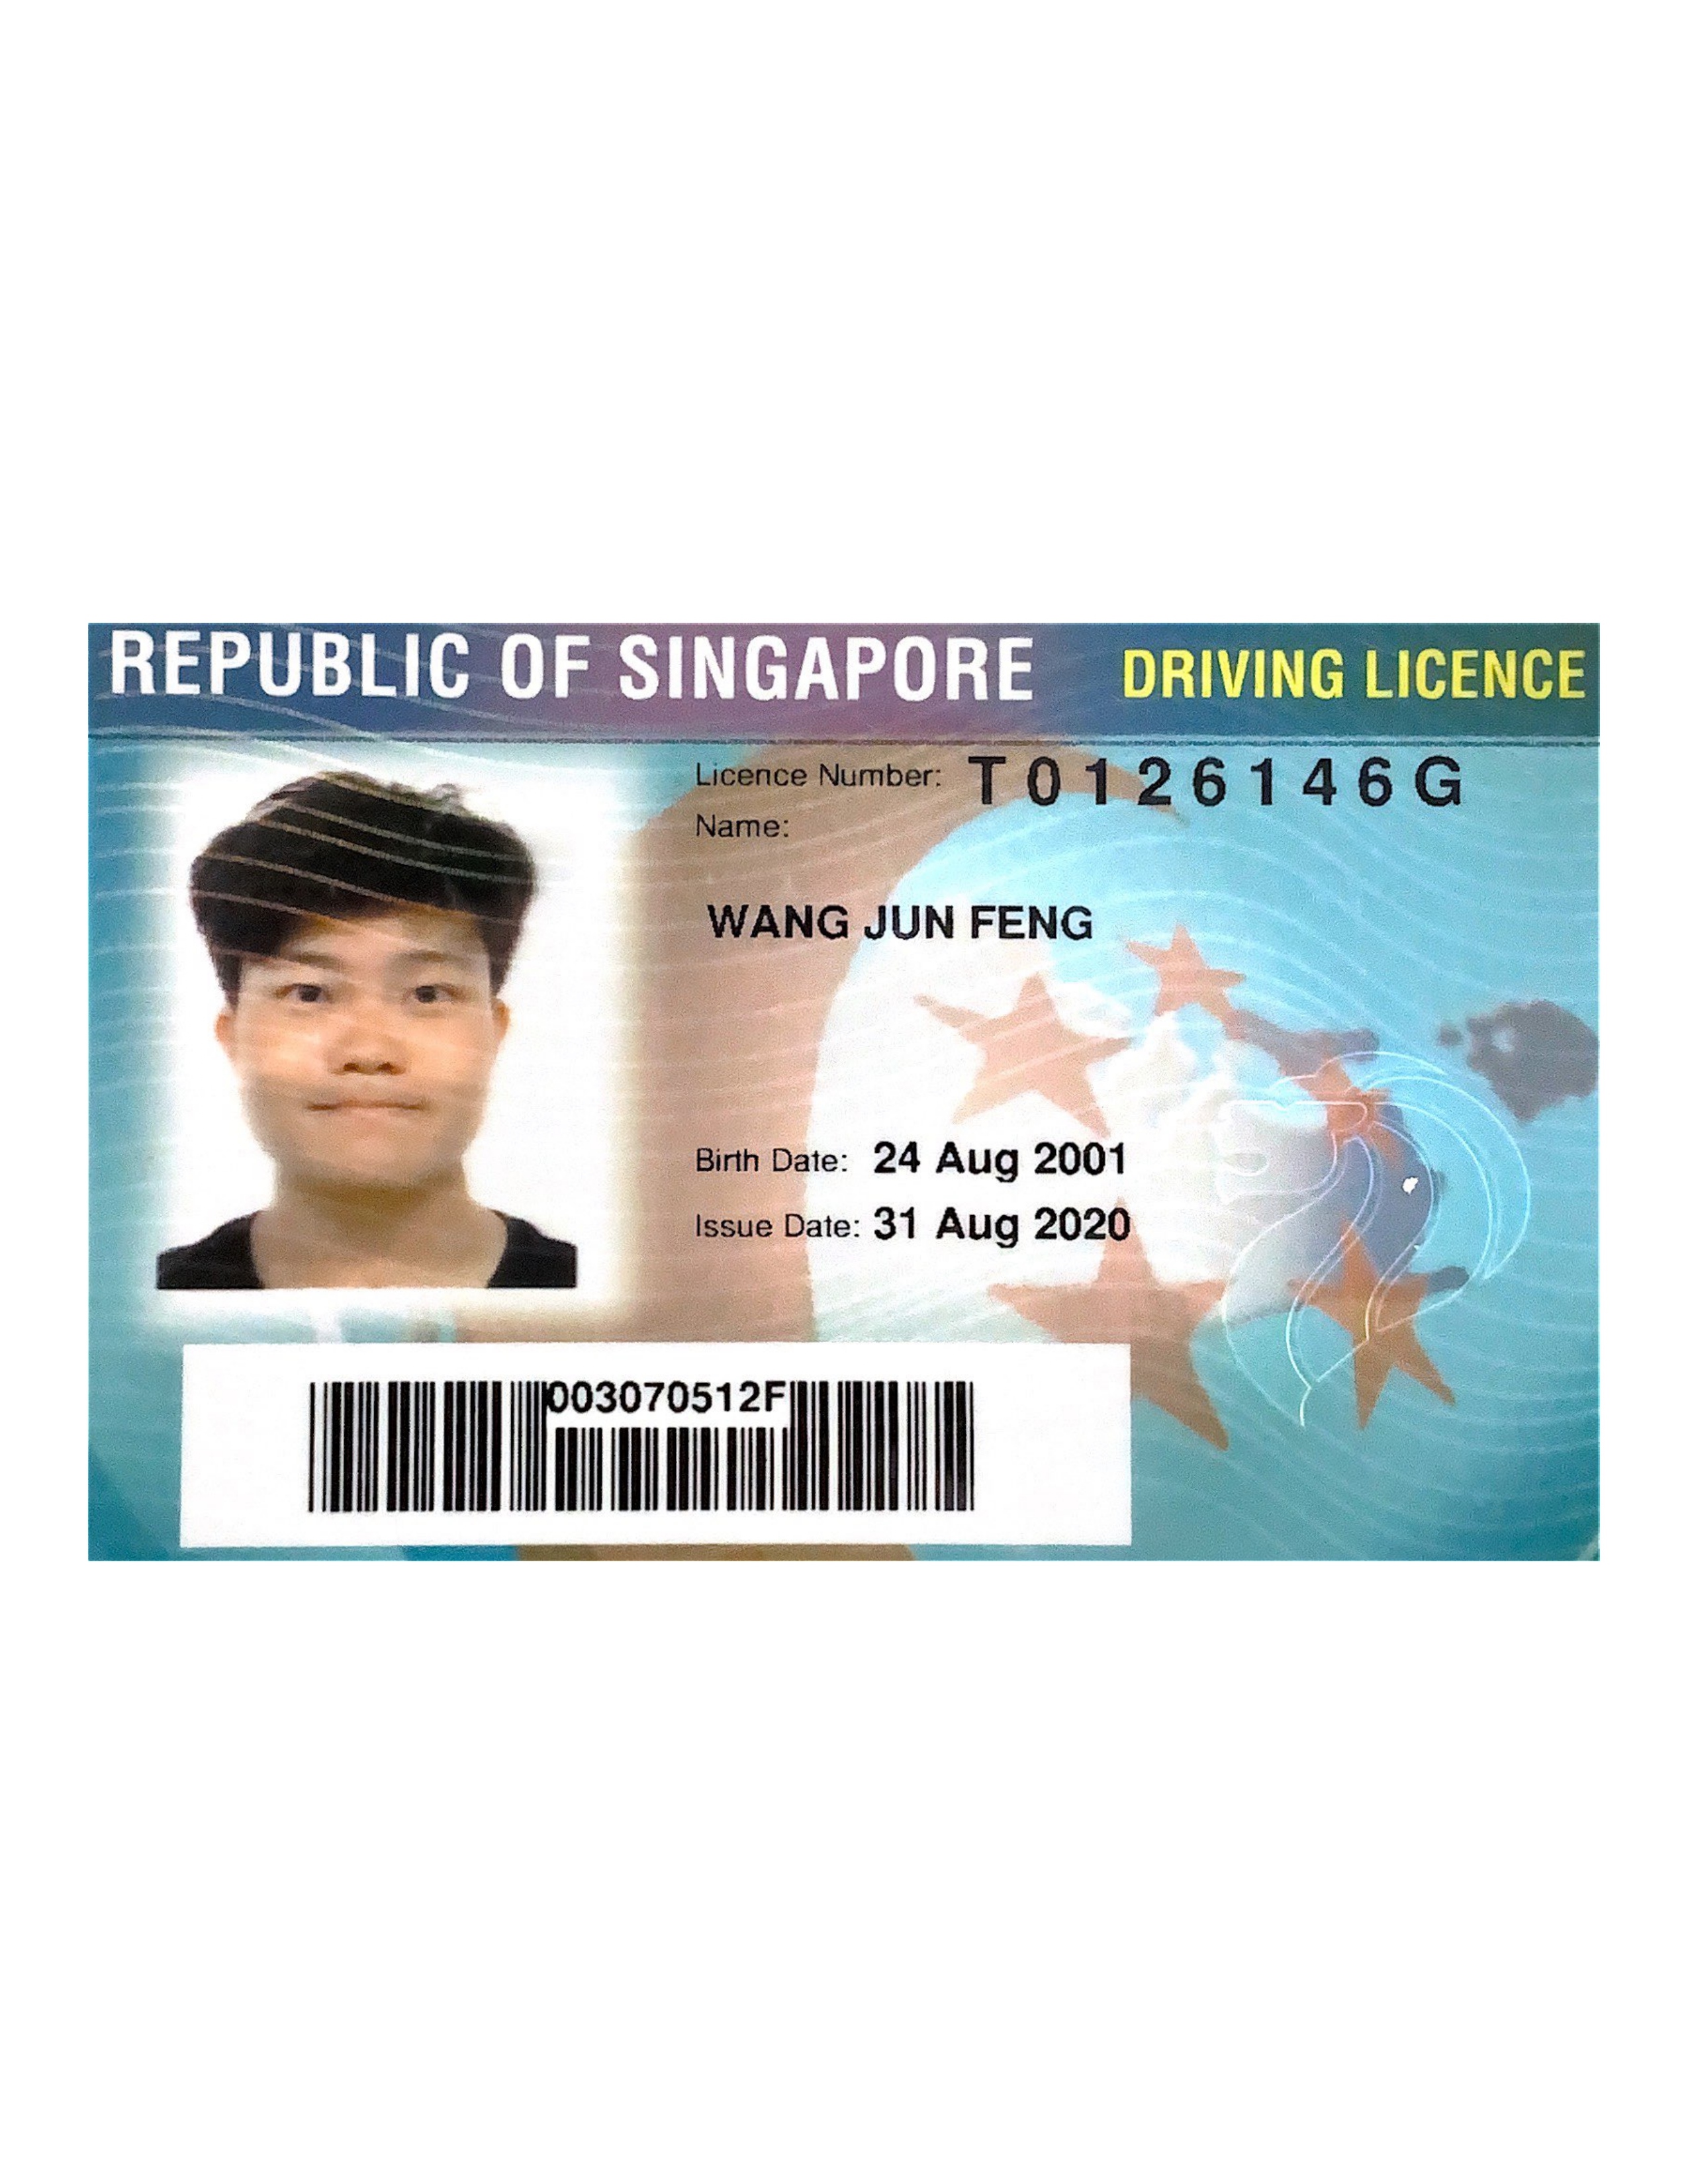 REPUBLIC OF SINGAPORE DRIVING LICENCE
Licence Number: T0126146G
Name:
WANG JUN FENG
Birth Date: 24 Aug 2001
Issue Date: 31 Aug 2020
003070512F